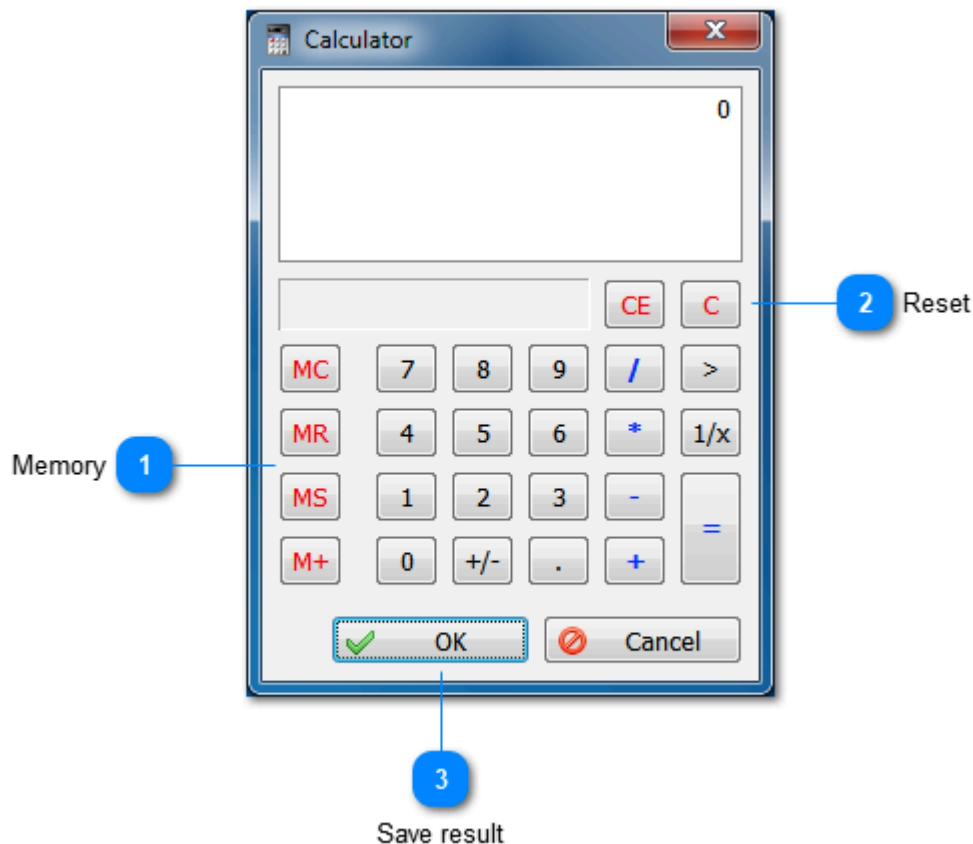 Calculator
0
CE C
2 Reset
MC 7 8 9 / >
MR 4 5 6 * 1/x
Memory 1
MS 1 2 3 - =
M+ 0 +/- . +
OK Cancel
3
Save result